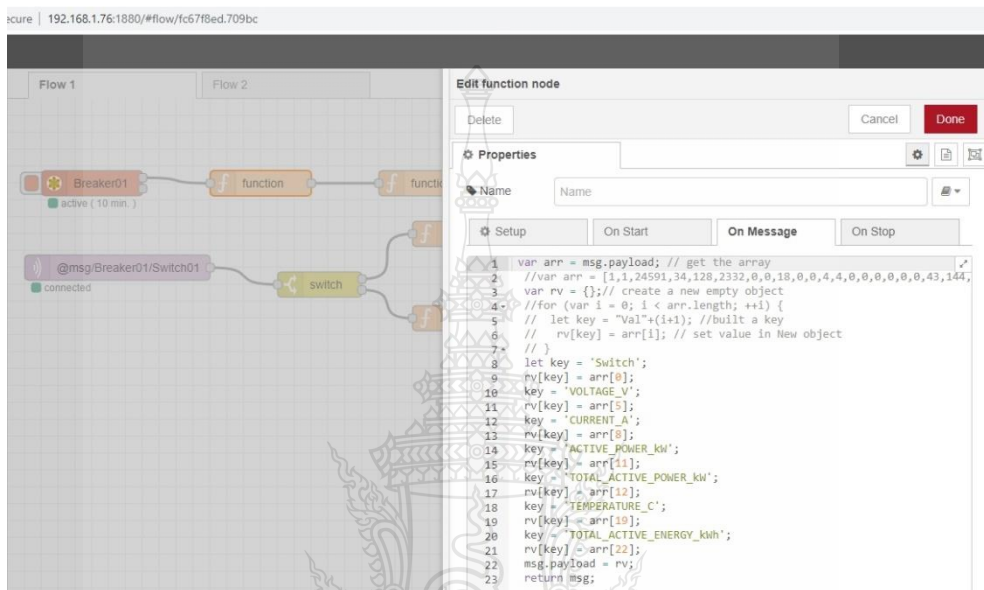 ecure | 192.168.1.76:1880/#flow/fc67f8ed.709bc
Flow 1
Flow 2
Breaker01
active ( 10 min. )
function
functio
@msg/Breaker01/Switch01
connected
switch
Edit function node
Delete
Cancel
Done
Properties
Name
Name
Setup
On Start
On Message
On Stop
1 var arr = msg.payload; // get the array
2 //var arr = [1,1,24591,34,128,2332,0,0,18,0,0,4,4,0,0,0,0,0,0,43,144,
3 var rv = {};// create a new empty object
4 //for (var i = 0; i < arr.length; ++i) {
5 // let key = "Val"+(i+1); //built a key
6 // rv[key] = arr[i]; // set value in New object
7 // }
8 let key = 'Switch';
9 rv[key] = arr[0];
10 key = 'VOLTAGE_V';
11 rv[key] = arr[5];
12 key = 'CURRENT_A';
13 rv[key] = arr[8];
14 key = 'ACTIVE_POWER_kW';
15 rv[key] = arr[11];
16 key = 'TOTAL_ACTIVE_POWER_kW';
17 rv[key] = arr[12];
18 key = 'TEMPERATURE_C';
19 rv[key] = arr[19];
20 key = 'TOTAL_ACTIVE_ENERGY_kWh';
21 rv[key] = arr[22];
22 msg.payload = rv;
23 return msg;